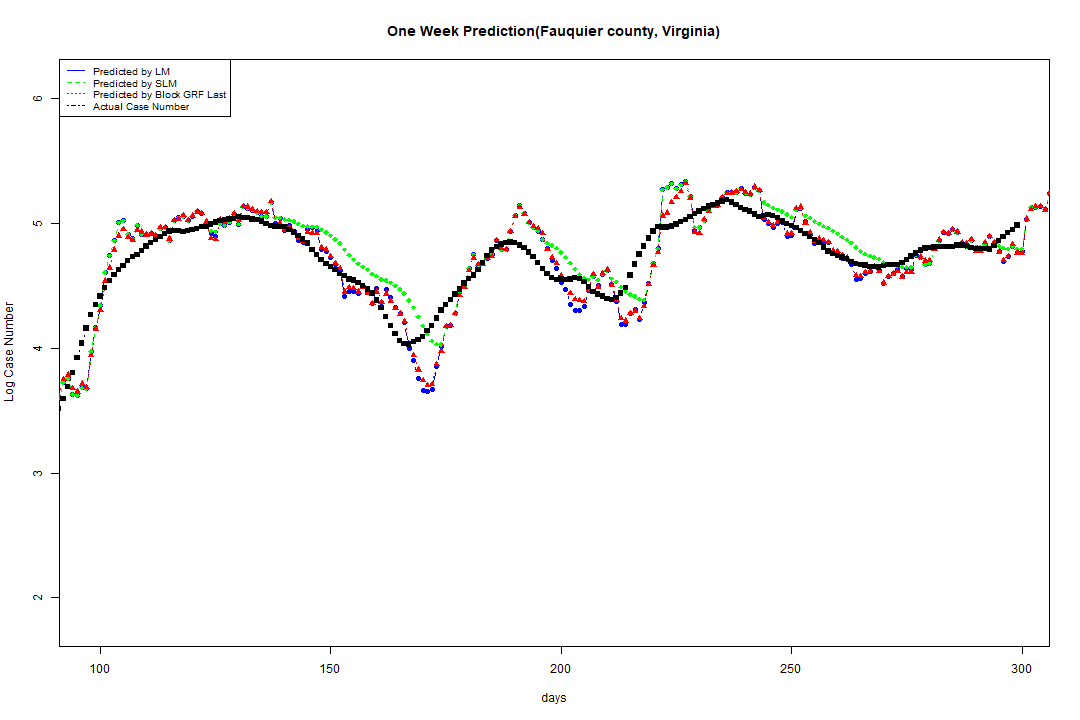 One Week Prediction(Fauquier county, Virginia)
Predicted by LM
Predicted by SLM
Predicted by Block GRF Last
Actual Case Number
6
5
4
3
2
Log Case Number
100 150 200 250 300
days